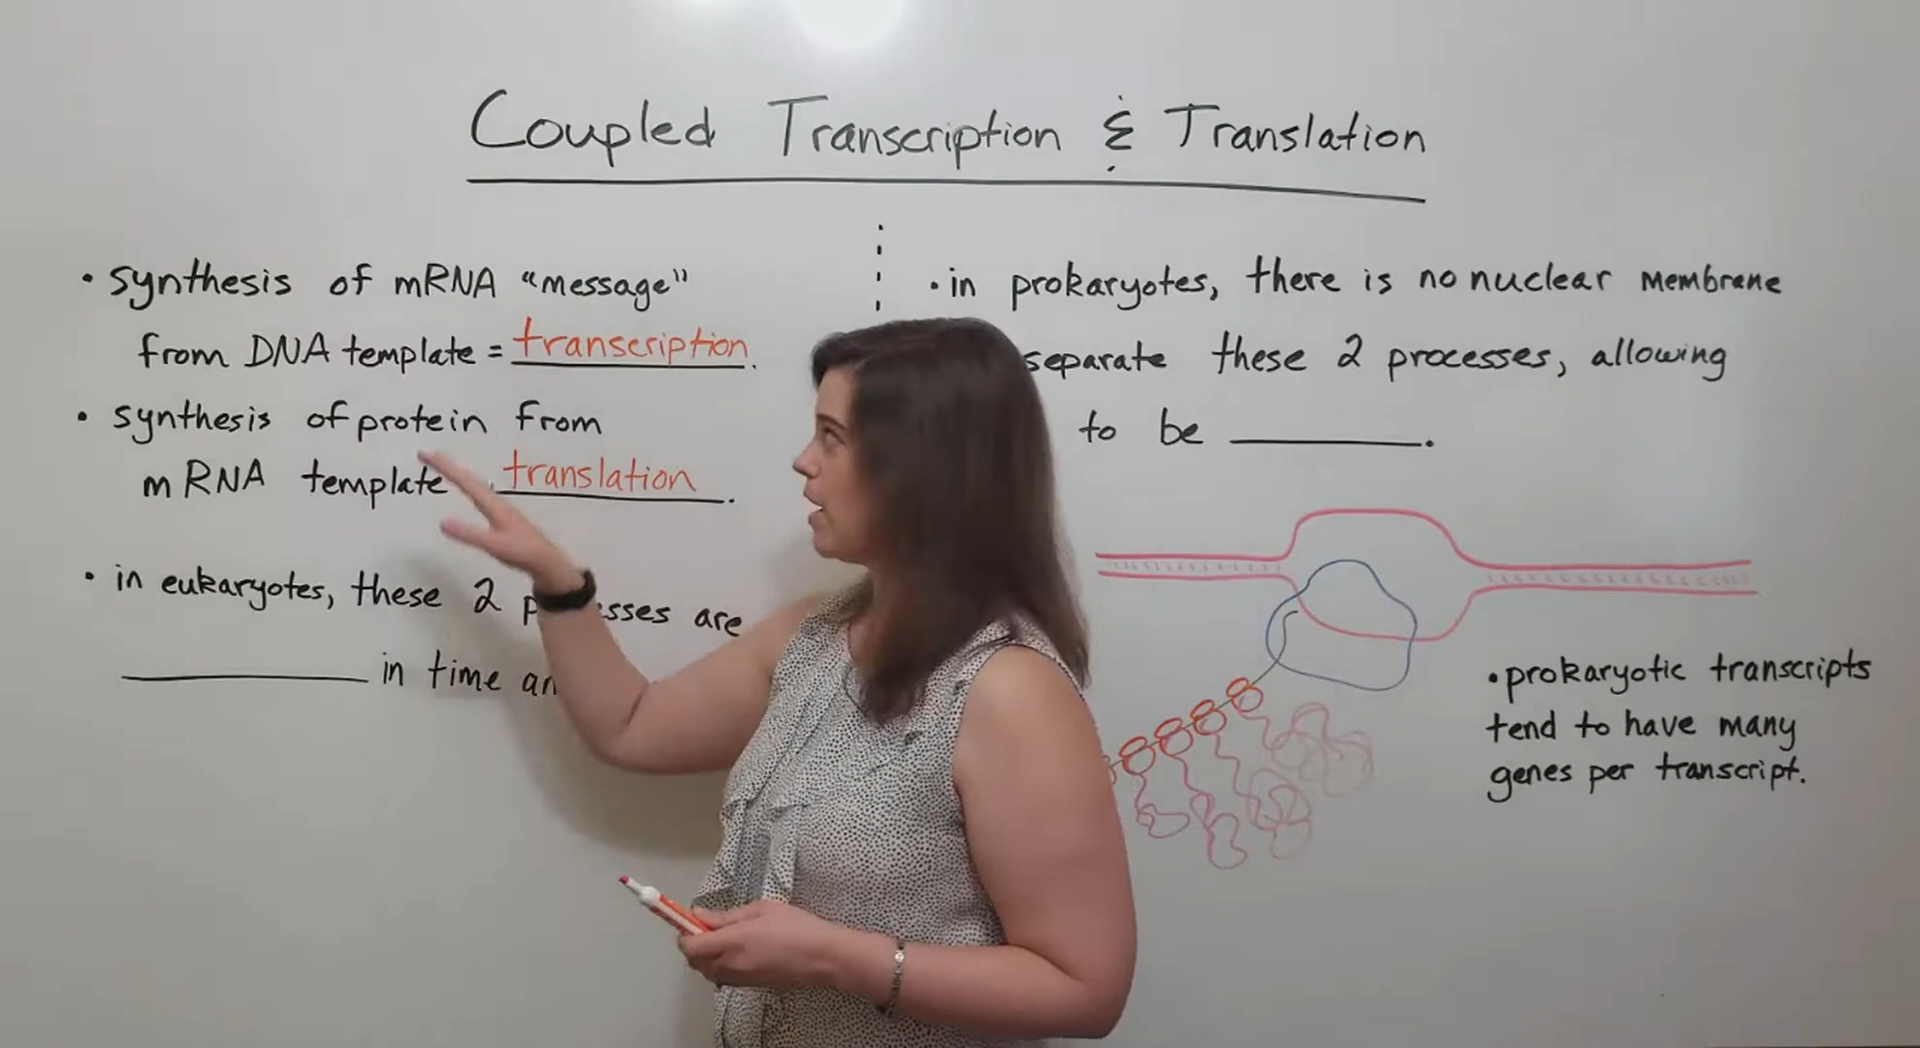 Coupled Transcription & Translation
• synthesis of mRNA "message"
from DNA template = transcription.
• synthesis of protein from
mRNA template translation.
• in eukaryotes, these 2 are
__________ in time
• in prokaryotes, there is no nuclear membrane
separate these 2 processes, allowing
to be ________.
• prokaryotic transcripts
tend to have many
genes per transcript.